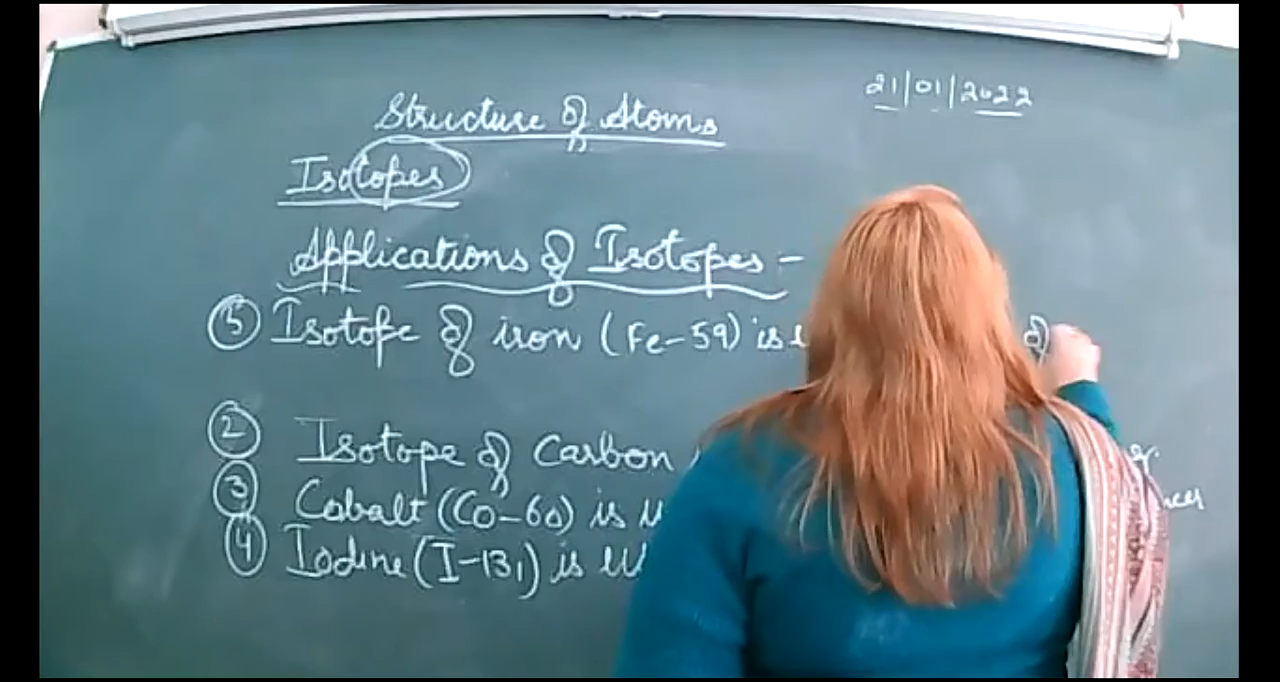 21/01/2022
Structure of Atoms
Isotopes
Applications of Isotopes -
5 Isotope of iron (Fe-59) is of
2 Isotope of Carbon
3 Cobalt (Co-60) is
4 Iodine (I-131) is